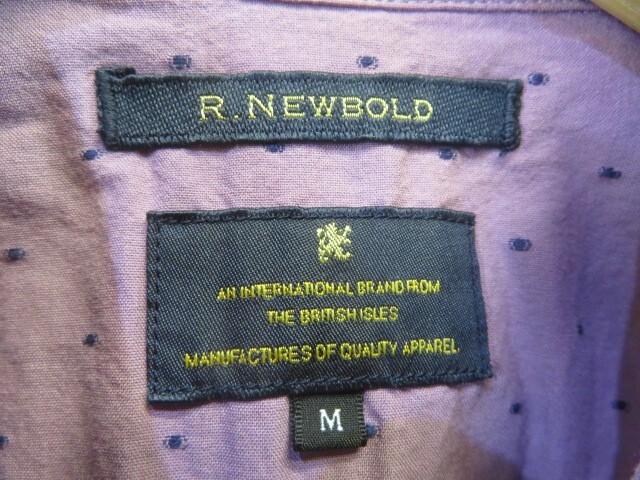 R. NEWBOLD
AN INTERNATIONAL BRAND FROM
THE BRITISH ISLES
MANUFACTURES OF QUALITY APPAREL.
M